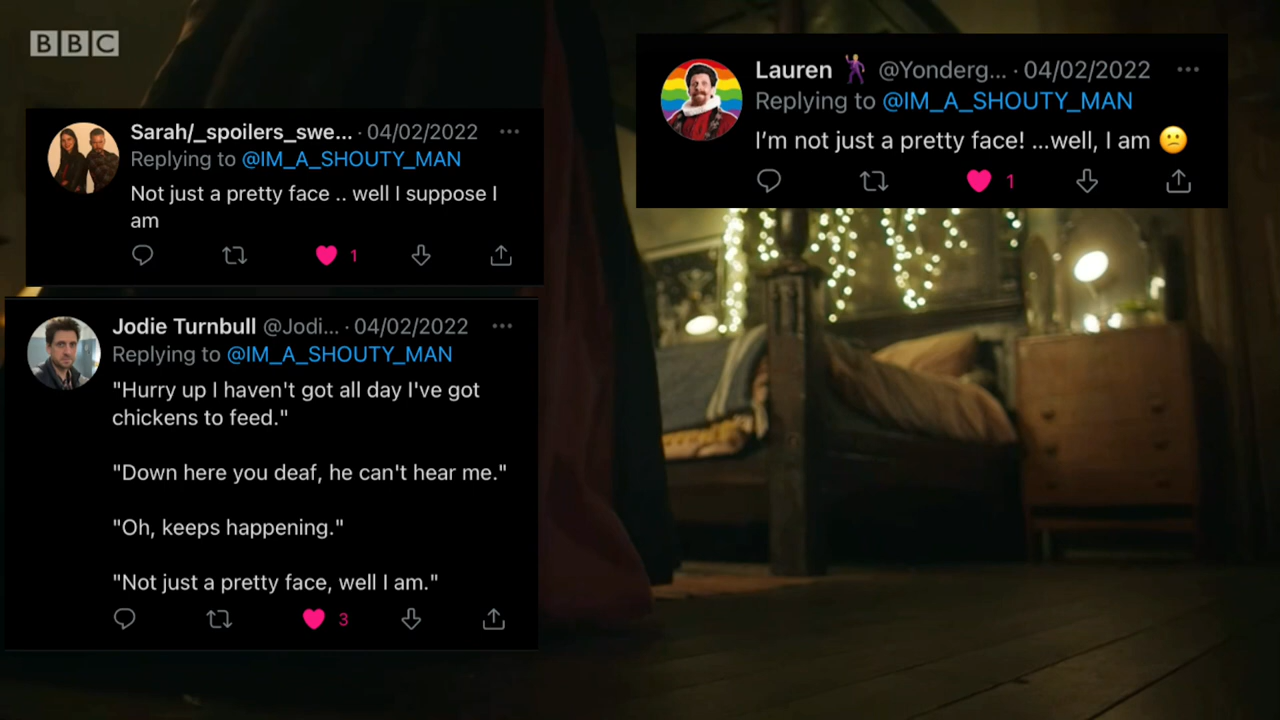 BBC
Sarah/_spoilers_swe... · 04/02/2022
Replying to @IM_A_SHOUTY_MAN
Not just a pretty face .. well I suppose I
am
1
Jodie Turnbull @Jodi... · 04/02/2022
Replying to @IM_A_SHOUTY_MAN
"Hurry up I haven't got all day I've got
chickens to feed."
"Down here you deaf, he can't hear me."
"Oh, keeps happening."
"Not just a pretty face, well I am."
3
Lauren @Yonderg... · 04/02/2022
Replying to @IM_A_SHOUTY_MAN
I’m not just a pretty face! ...well, I am 😕
1